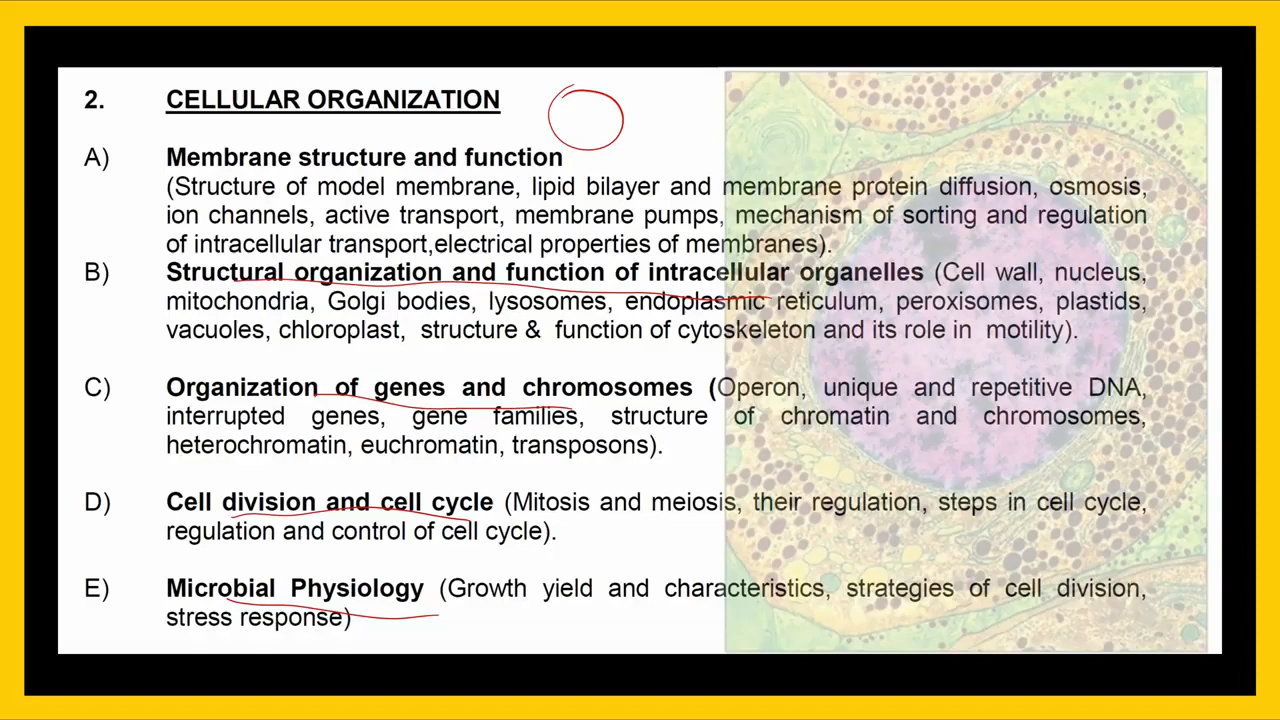 2. CELLULAR ORGANIZATION
A) Membrane structure and function
(Structure of model membrane, lipid bilayer and membrane protein diffusion, osmosis,
ion channels, active transport, membrane pumps, mechanism of sorting and regulation
of intracellular transport,electrical properties of membranes).
B) Structural organization and function of intracellular organelles (Cell wall, nucleus,
mitochondria, Golgi bodies, lysosomes, endoplasmic reticulum, peroxisomes, plastids,
vacuoles, chloroplast, structure & function of cytoskeleton and its role in motility).
C) Organization of genes and chromosomes (Operon, unique and repetitive DNA,
interrupted genes, gene families, structure of chromatin and chromosomes,
heterochromatin, euchromatin, transposons).
D) Cell division and cell cycle (Mitosis and meiosis, their regulation, steps in cell cycle,
regulation and control of cell cycle).
E) Microbial Physiology (Growth yield and characteristics, strategies of cell division,
stress response)